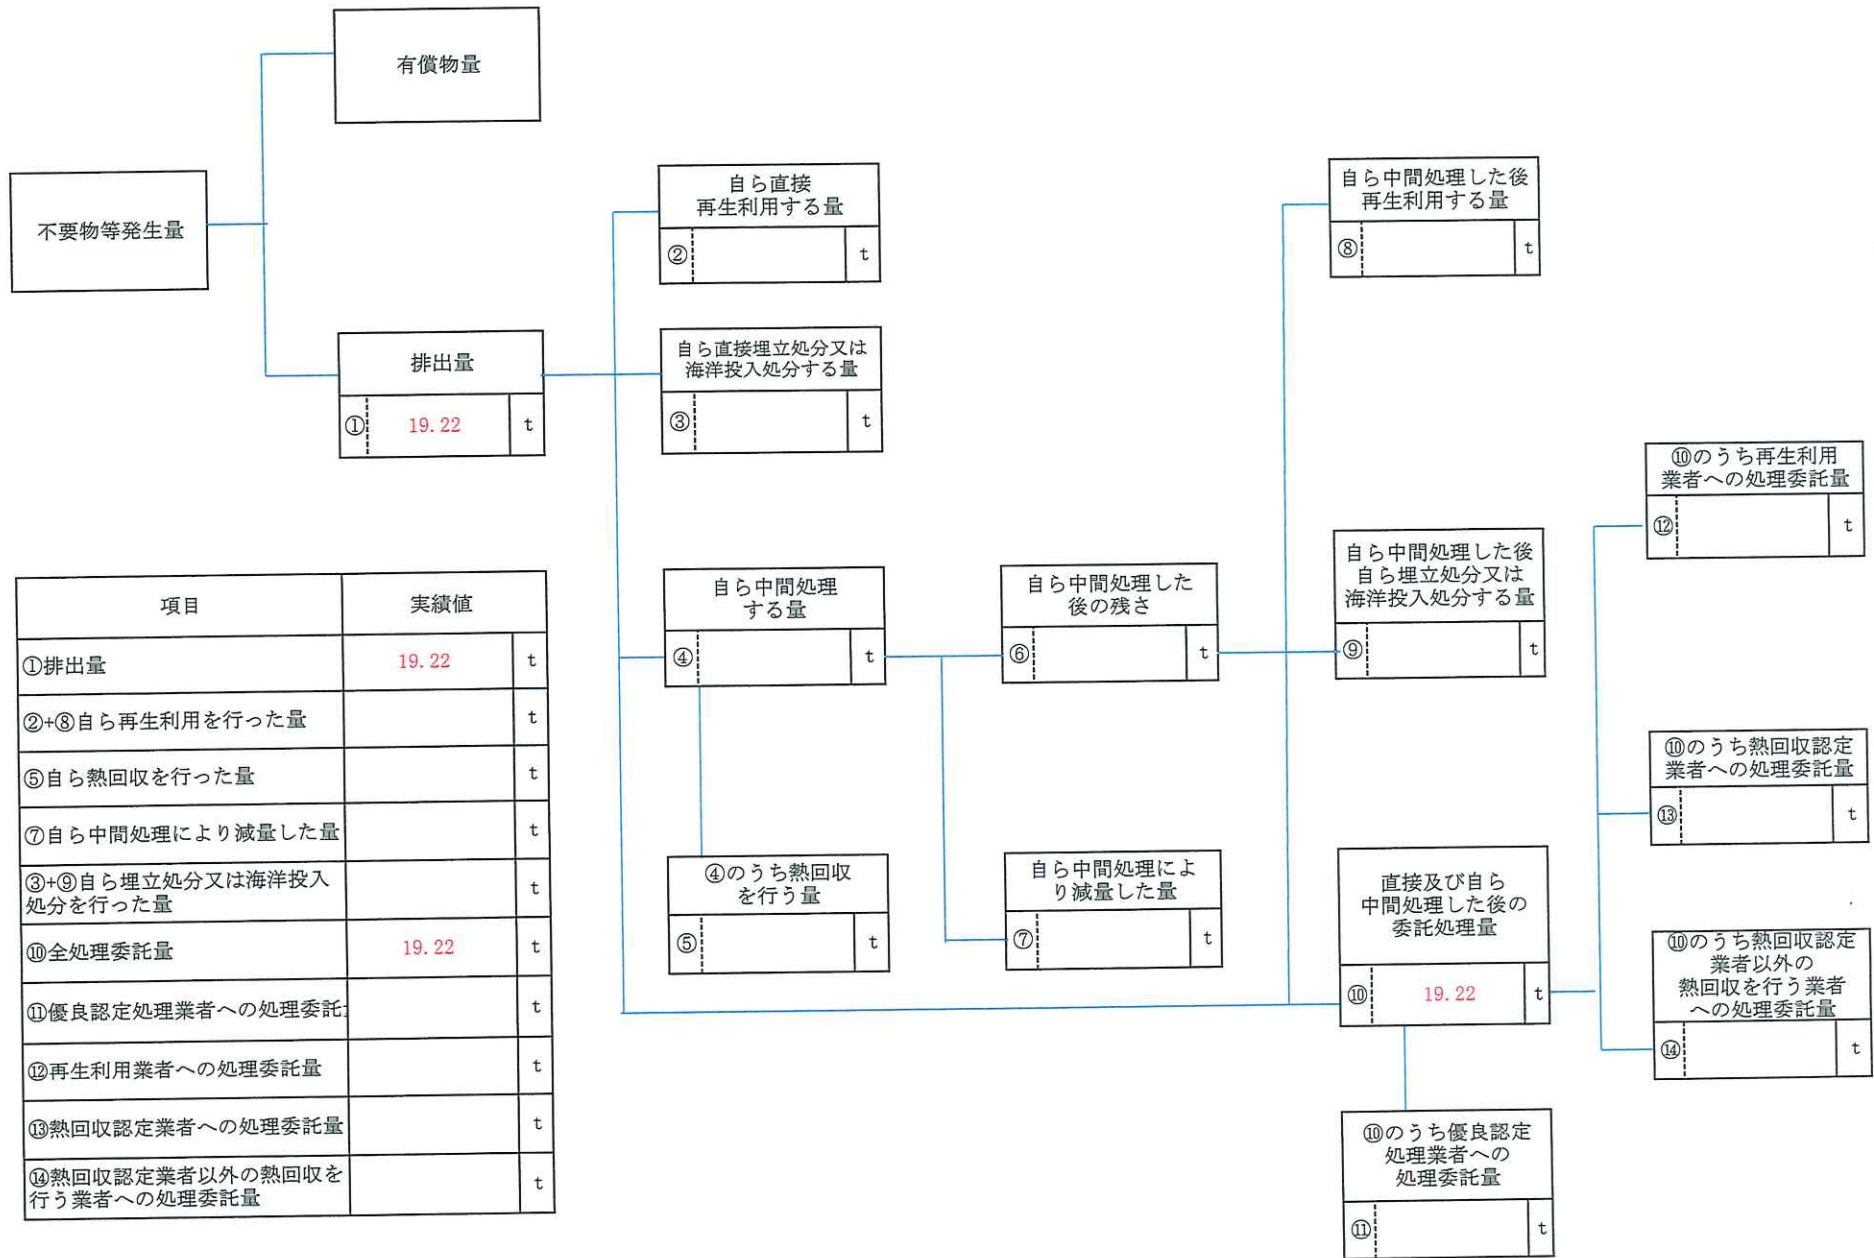 有償物量
不要物等発生量
排出量
① 19.22 t
自ら直接
再生利用する量
② t
自ら直接埋立処分又は
海洋投入処分する量
③ t
自ら中間処理
する量
④ t
④のうち熱回収
を行う量
⑤ t
自ら中間処理した
後の残さ
⑥ t
自ら中間処理によ
り減量した量
⑦ t
自ら中間処理した後
再生利用する量
⑧ t
自ら中間処理した後
自ら埋立処分又は
海洋投入処分する量
⑨ t
直接及び自ら
中間処理した後の
委託処理量
⑩ 19.22 t
⑩のうち優良認定
処理業者への
処理委託量
⑪ t
⑩のうち再生利用
業者への処理委託量
⑫ t
⑩のうち熱回収認定
業者への処理委託量
⑬ t
⑩のうち熱回収認定
業者以外の
熱回収を行う業者
への処理委託量
⑭ t
項目 実績値
①排出量 19.22 t
②+⑧自ら再生利用を行った量 t
⑤自ら熱回収を行った量 t
⑦自ら中間処理により減量した量 t
③+⑨自ら埋立処分又は海洋投入
処分を行った量 t
⑩全処理委託量 19.22 t
⑪優良認定処理業者への処理委託 t
⑫再生利用業者への処理委託量 t
⑬熱回収認定業者への処理委託量 t
⑭熱回収認定業者以外の熱回収を
行う業者への処理委託量 t